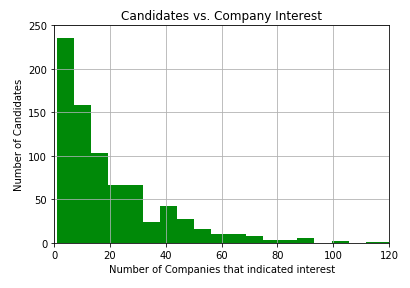 Candidates vs. Company Interest
250
200
150
100
50
0
Number of Candidates
0 20 40 60 80 100 120
Number of Companies that indicated interest